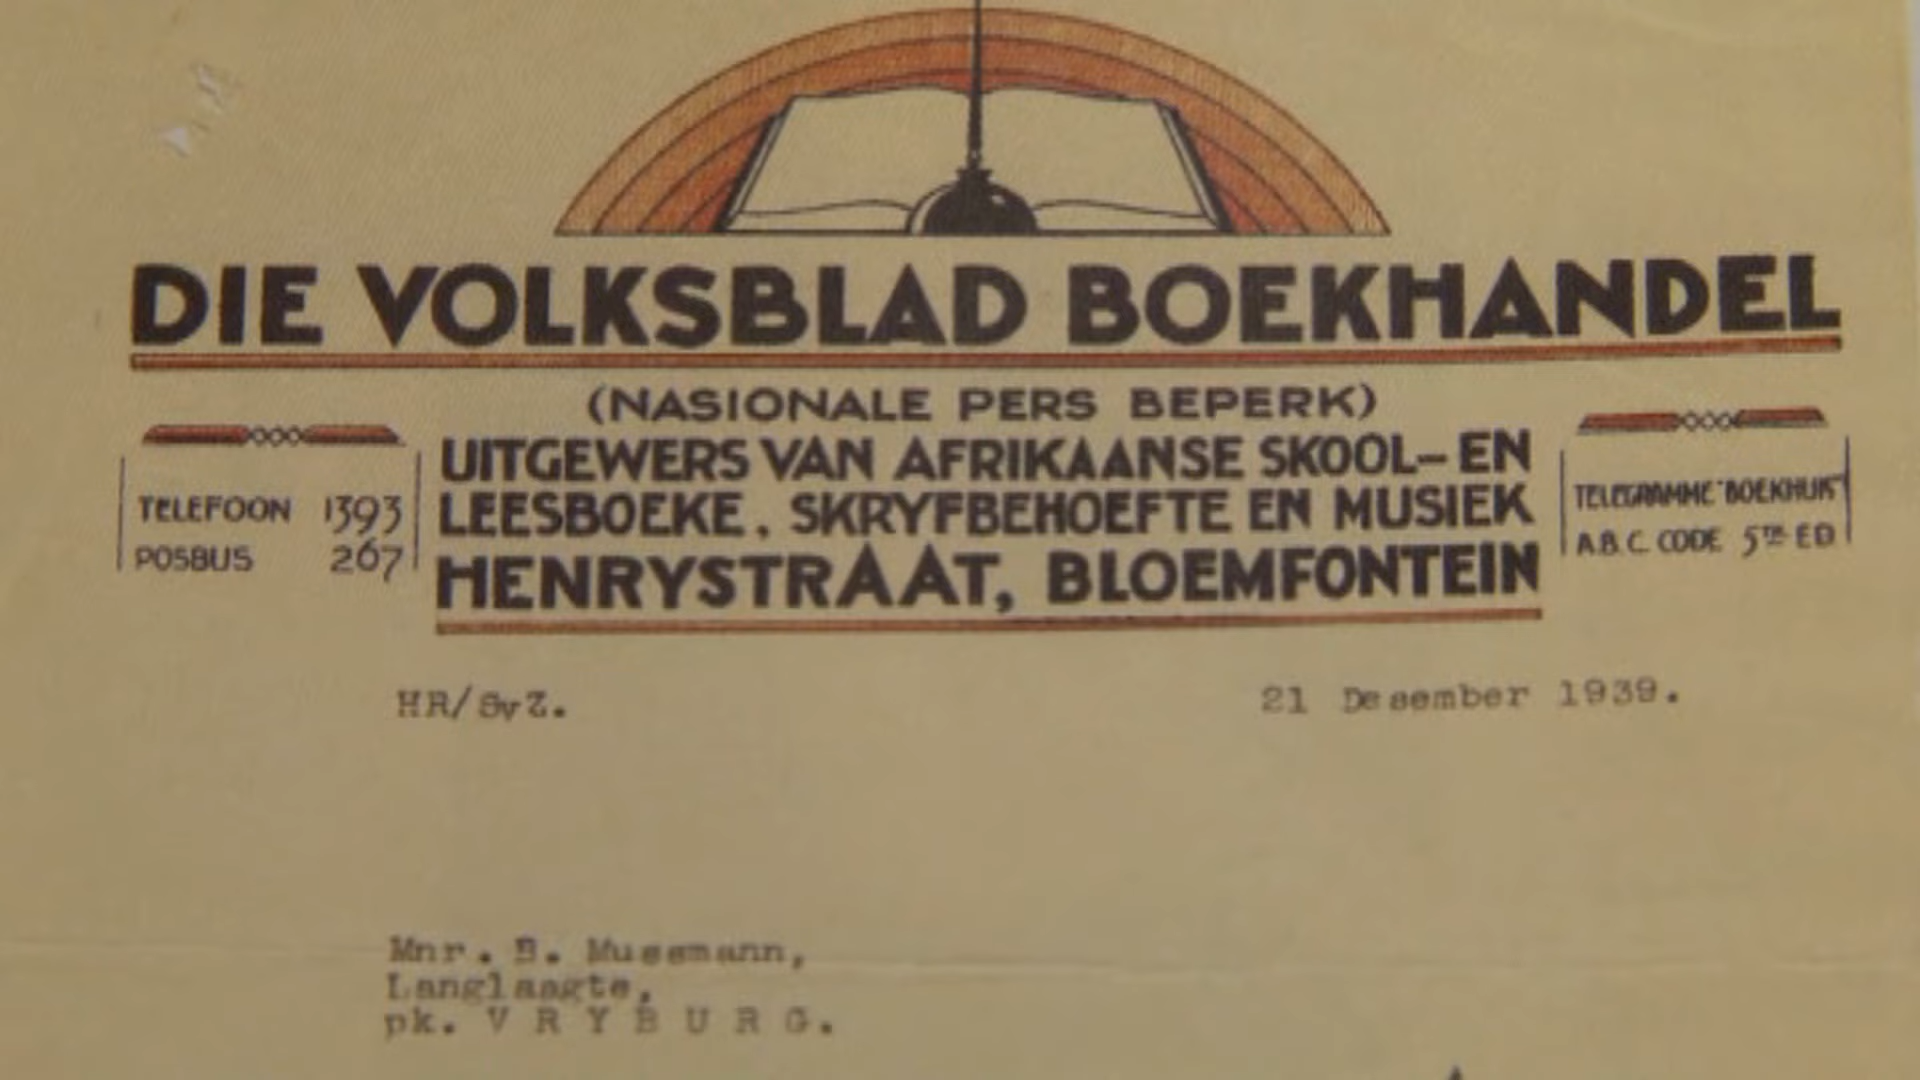 DIE VOLKSBLAD BOEKHANDEL
(NASIONALE PERS BEPERK)
UITGEWERS VAN AFRIKAANSE SKOOL- EN
LEESBOEKE, SKRYFBEHOEFTE EN MUSIEK
HENRYSTRAAT, BLOEMFONTEIN
TELEFOON 1393
POSBUS 267
TELEGRAMME "BOEKHUIS"
A.B.C. CODE 5TH ED
HR/SvZ.
21 Desember 1939.
Mnr. B. Mussmann,
Langlaagte,
pk. V R Y B U R G.